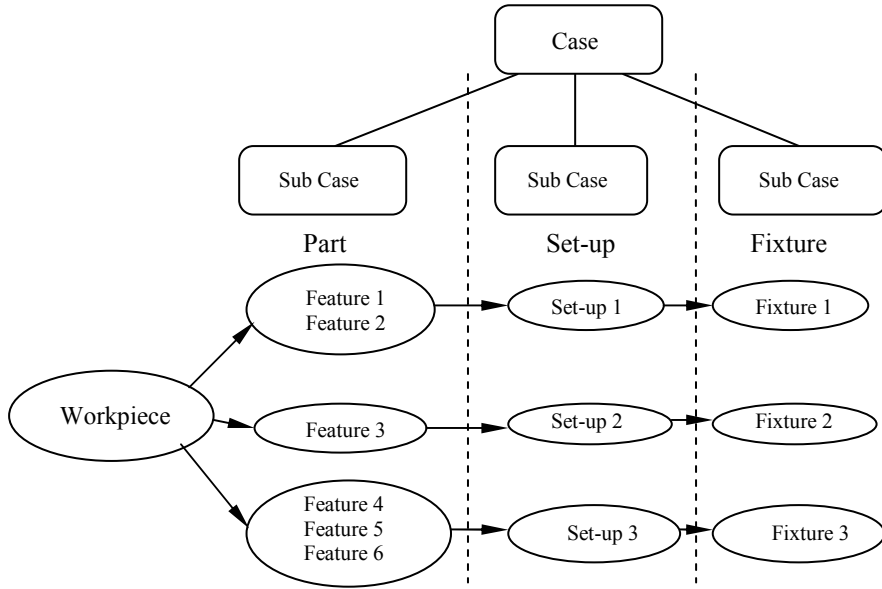 Case
Sub Case
Sub Case
Sub Case
Part
Set-up
Fixture
Feature 1
Feature 2
Set-up 1
Fixture 1
Workpiece
Feature 3
Set-up 2
Fixture 2
Feature 4
Feature 5
Feature 6
Set-up 3
Fixture 3